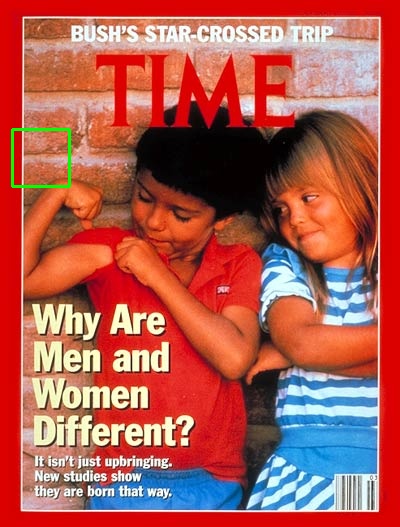 BUSH'S STAR-CROSSED TRIP
TIME
Why Are
Men and
Women
Different?
It isn't just upbringing.
New studies show
they are born that way.